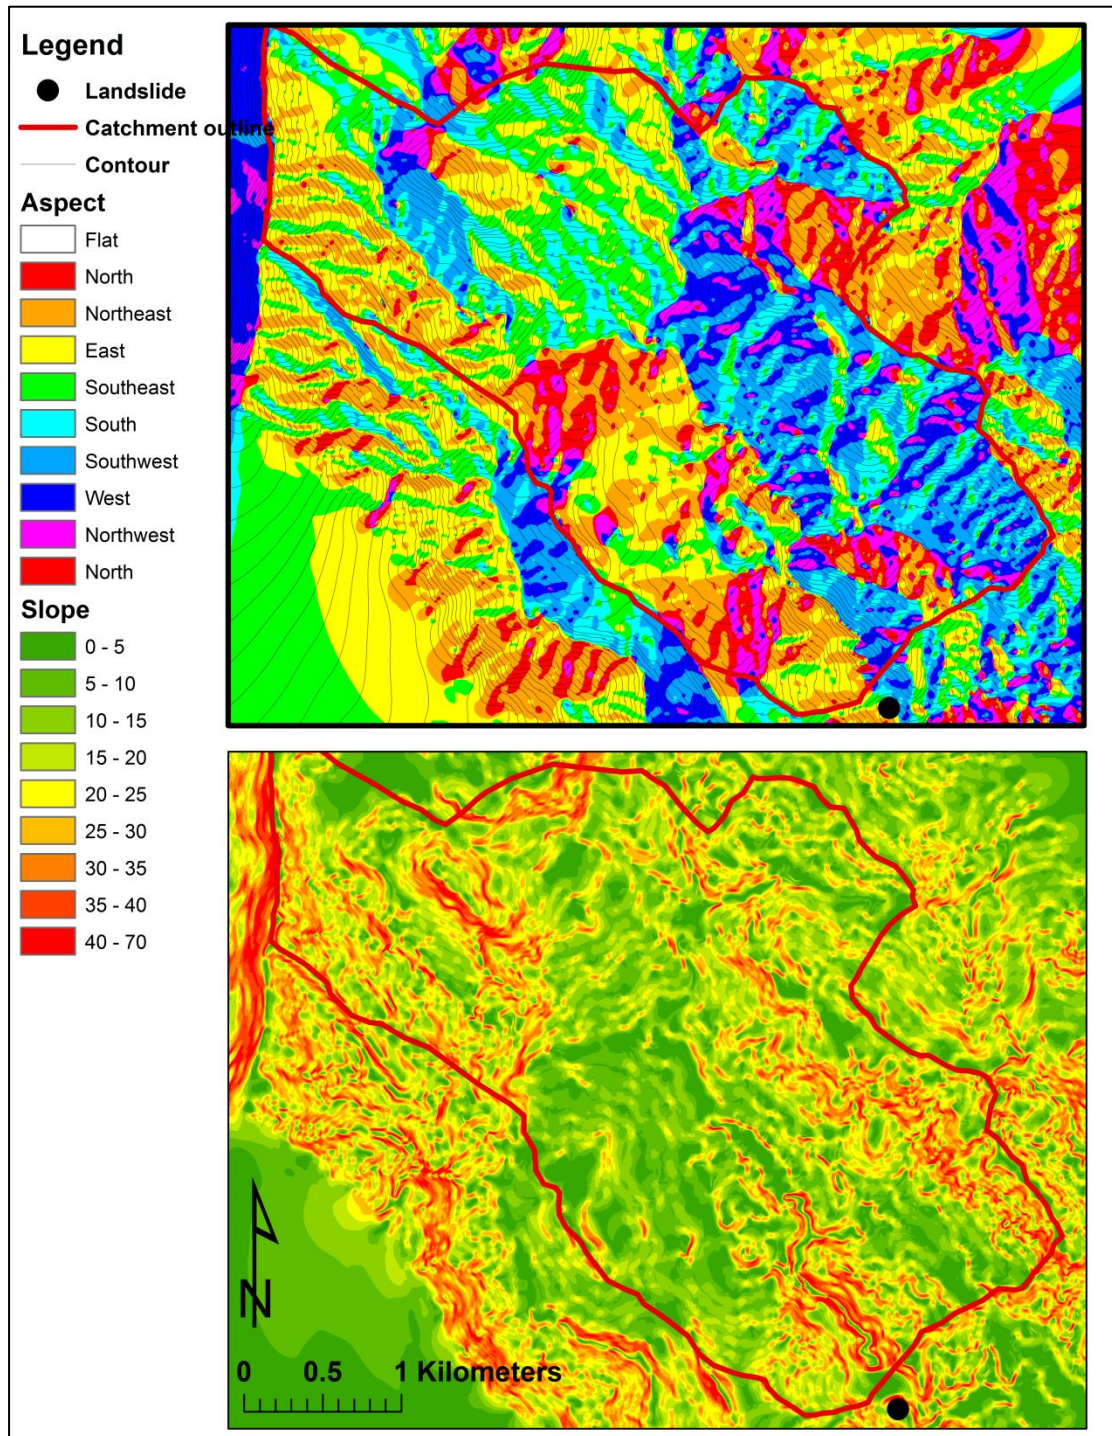 Legend
Landslide
Catchment outline
Contour
Aspect
Flat
North
Northeast
East
Southeast
South
Southwest
West
Northwest
North
Slope
0 - 5
5 - 10
10 - 15
15 - 20
20 - 25
25 - 30
30 - 35
35 - 40
40 - 70
N
0 0.5 1 Kilometers